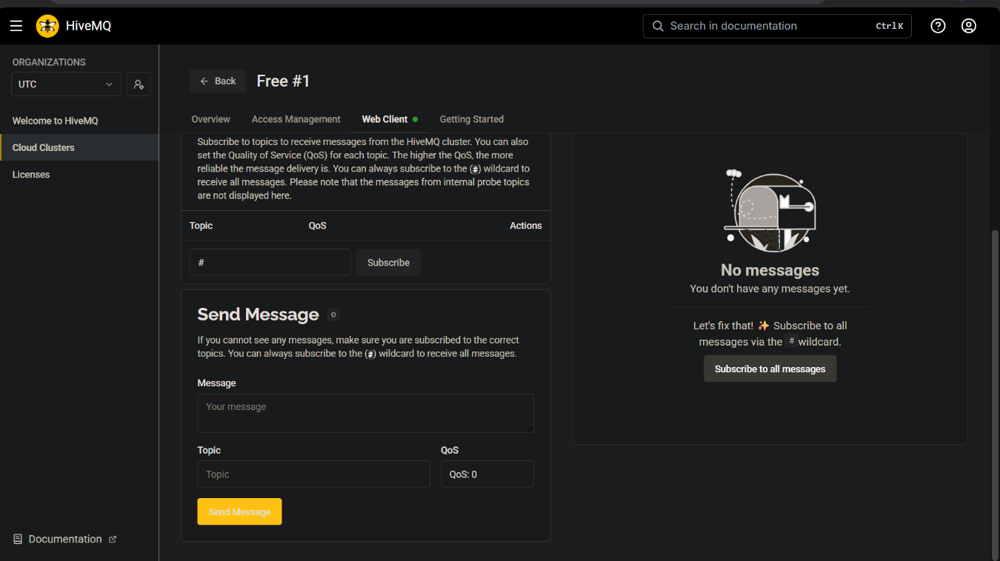 HiveMQ
Search in documentation
Ctrl K
ORGANIZATIONS
UTC
Welcome to HiveMQ
Cloud Clusters
Licenses
Documentation
Back
Free #1
Overview
Access Management
Web Client
Getting Started
Subscribe to topics to receive messages from the HiveMQ cluster. You can also
set the Quality of Service (QoS) for each topic. The higher the QoS, the more
reliable the message delivery is. You can always subscribe to the (#) wildcard to
receive all messages. Please note that the messages from internal probe topics
are not displayed here.
Topic QoS Actions
# Subscribe
Send Message 0
If you cannot see any messages, make sure you are subscribed to the correct
topics. You can always subscribe to the (#) wildcard to receive all messages.
Message
Your message
Topic QoS
Topic QoS: 0
Send Message
No messages
You don't have any messages yet.
Let's fix that! ✨ Subscribe to all
messages via the # wildcard.
Subscribe to all messages